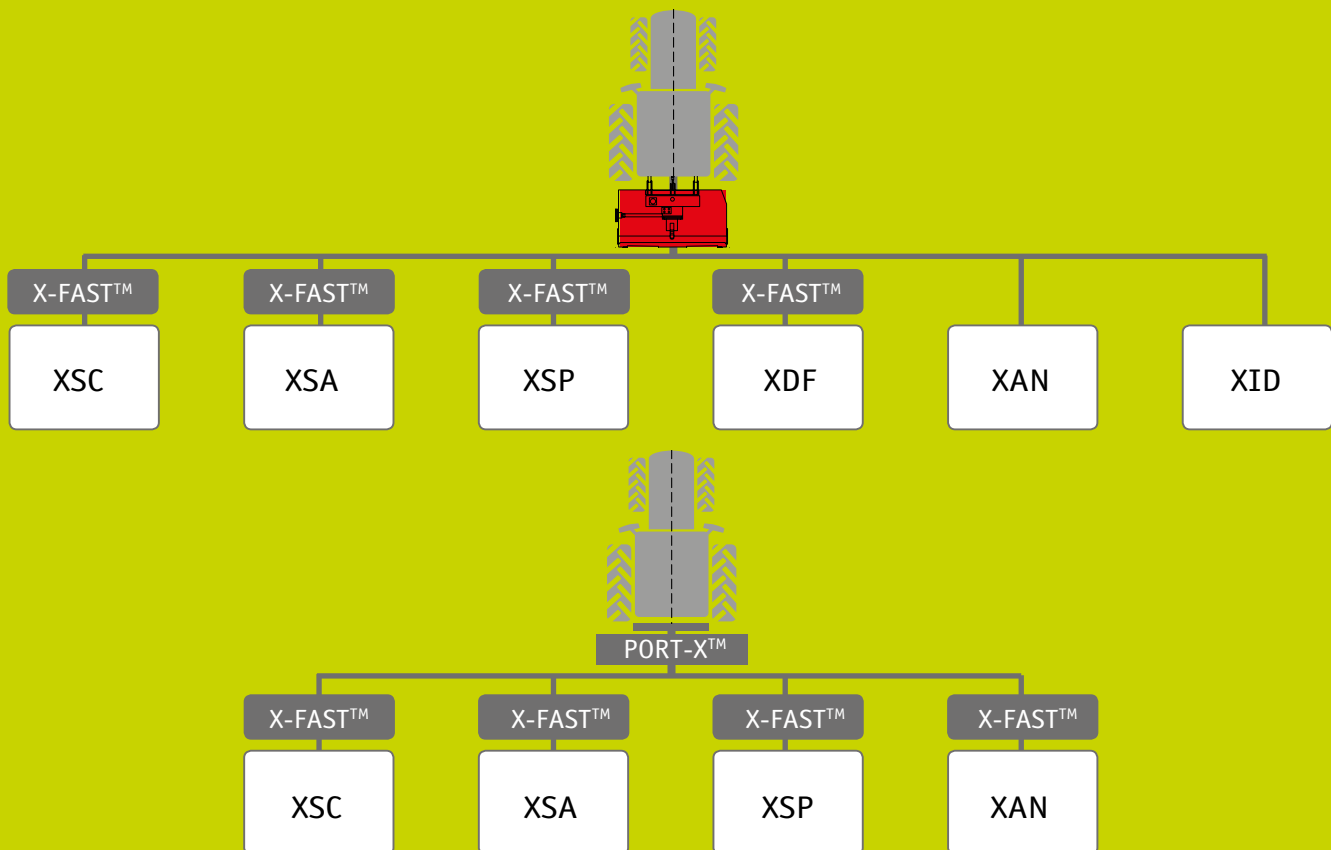 X-FAST™ X-FAST™ X-FAST™ X-FAST™
XSC XSA XSP XDF XAN XID
PORT-X™
X-FAST™ X-FAST™ X-FAST™ X-FAST™
XSC XSA XSP XAN